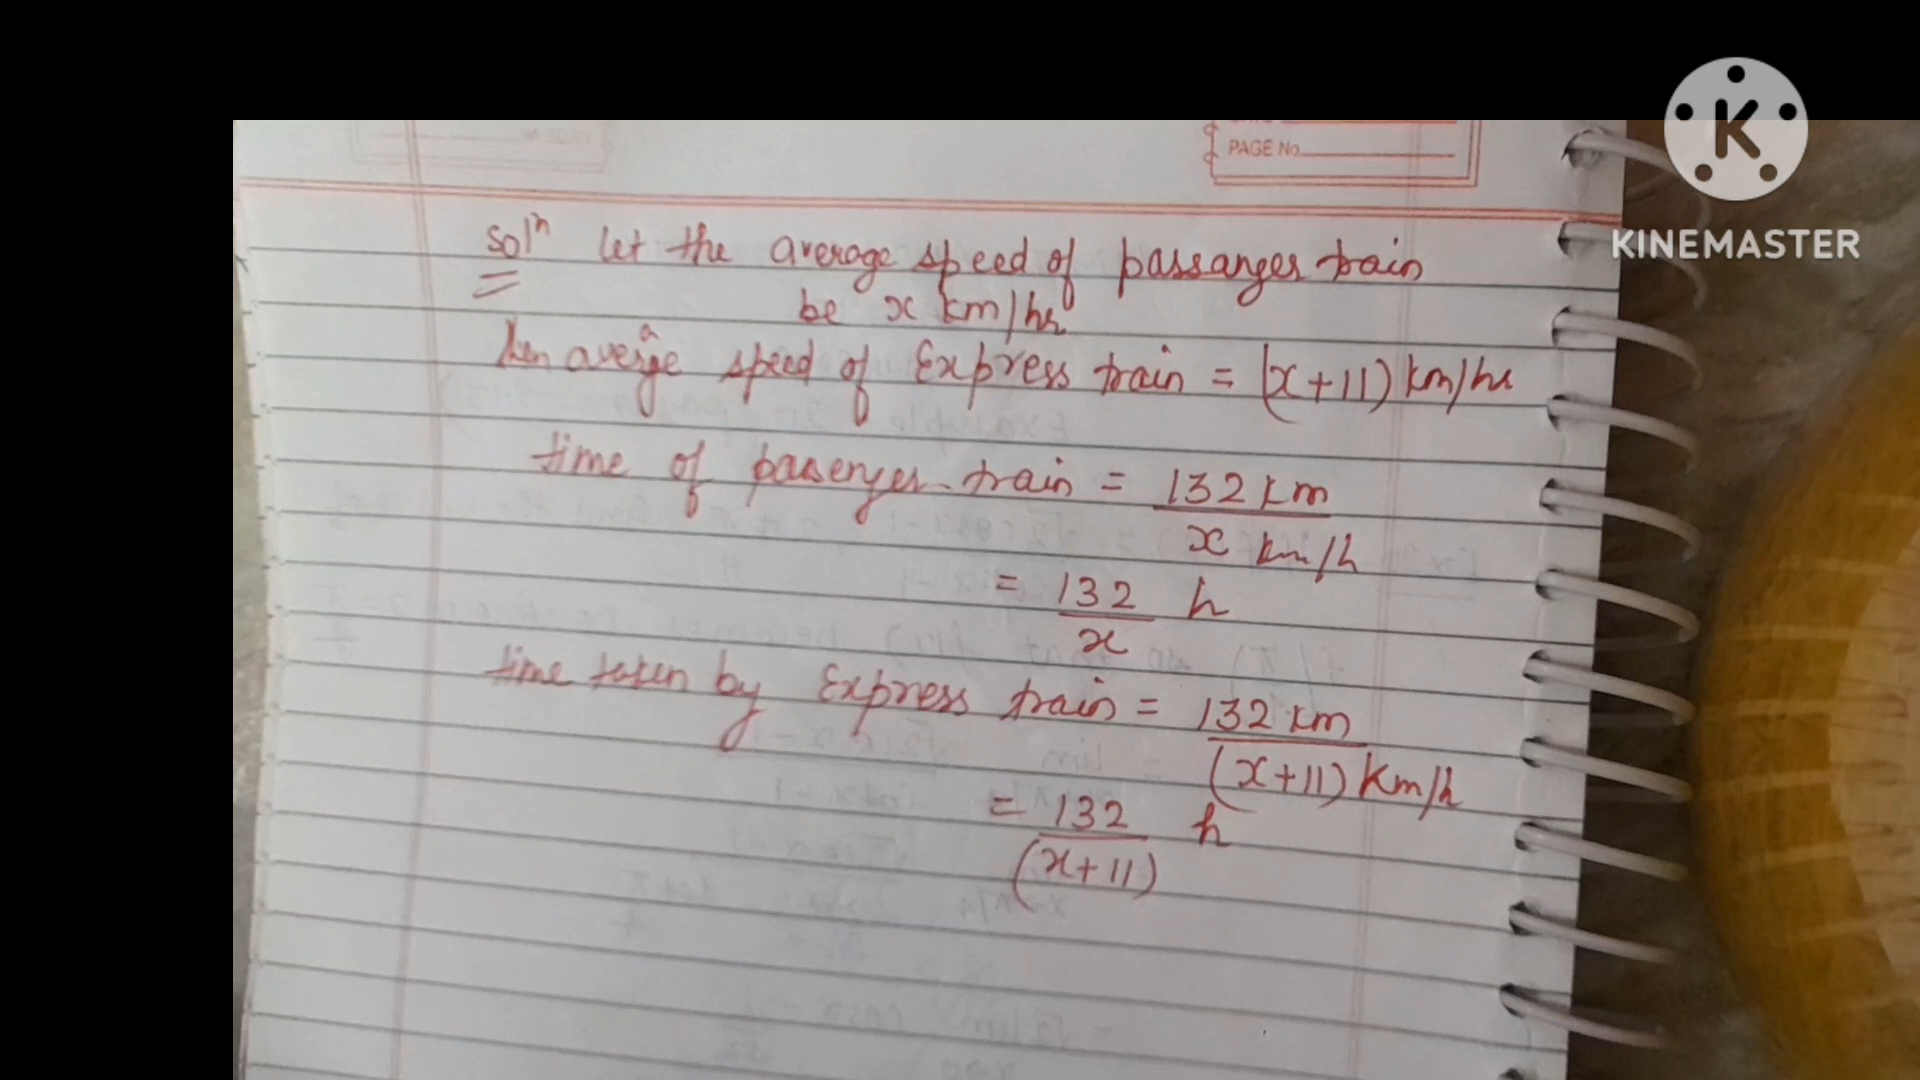 PAGE No.
K
KINEMASTER
Solⁿ let the average speed of passanger train
be x km/hr
then average speed of Express train = (x+11) km/hr
time of passenger train = 132 km
x km/h
= 132 h
x
time taken by Express train = 132 km
(x+11) km/h
= 132 h
(x+11)